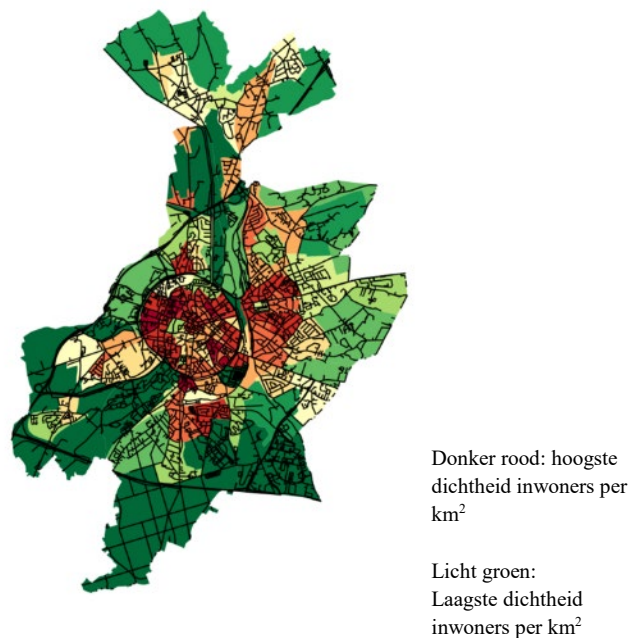 Donker rood: hoogste
dichtheid inwoners per
km²
Licht groen:
Laagste dichtheid
inwoners per km²